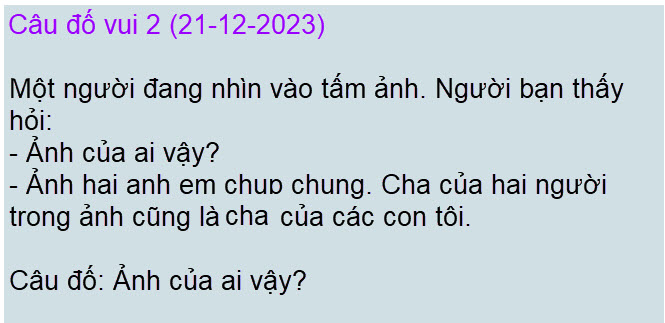 Câu đố vui 2 (21-12-2023)
Một người đang nhìn vào tấm ảnh. Người bạn thấy
hỏi:
- Ảnh của ai vậy?
- Ảnh hai anh em chụp chung. Cha của hai người
trong ảnh cũng là cha của các con tôi.
Câu đố: Ảnh của ai vậy?